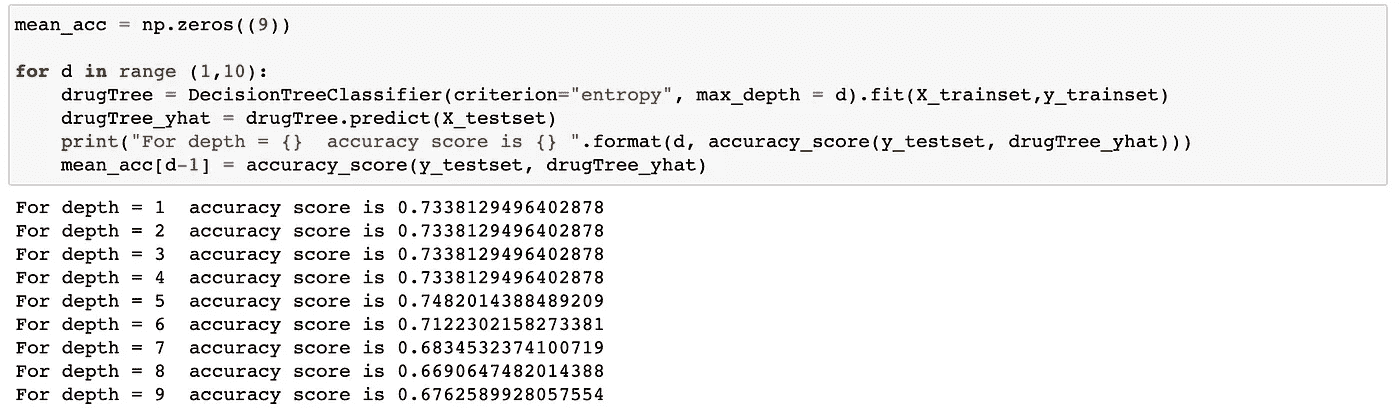 mean_acc = np.zeros((9))
for d in range (1,10):
    drugTree = DecisionTreeClassifier(criterion="entropy", max_depth = d).fit(X_trainset,y_trainset)
    drugTree_yhat = drugTree.predict(X_testset)
    print("For depth = {}  accuracy score is {} ".format(d, accuracy_score(y_testset, drugTree_yhat)))
    mean_acc[d-1] = accuracy_score(y_testset, drugTree_yhat)
For depth = 1  accuracy score is 0.7338129496402878
For depth = 2  accuracy score is 0.7338129496402878
For depth = 3  accuracy score is 0.7338129496402878
For depth = 4  accuracy score is 0.7338129496402878
For depth = 5  accuracy score is 0.7482014388489209
For depth = 6  accuracy score is 0.7122302158273381
For depth = 7  accuracy score is 0.6834532374100719
For depth = 8  accuracy score is 0.6690647482014388
For depth = 9  accuracy score is 0.6762589928057554